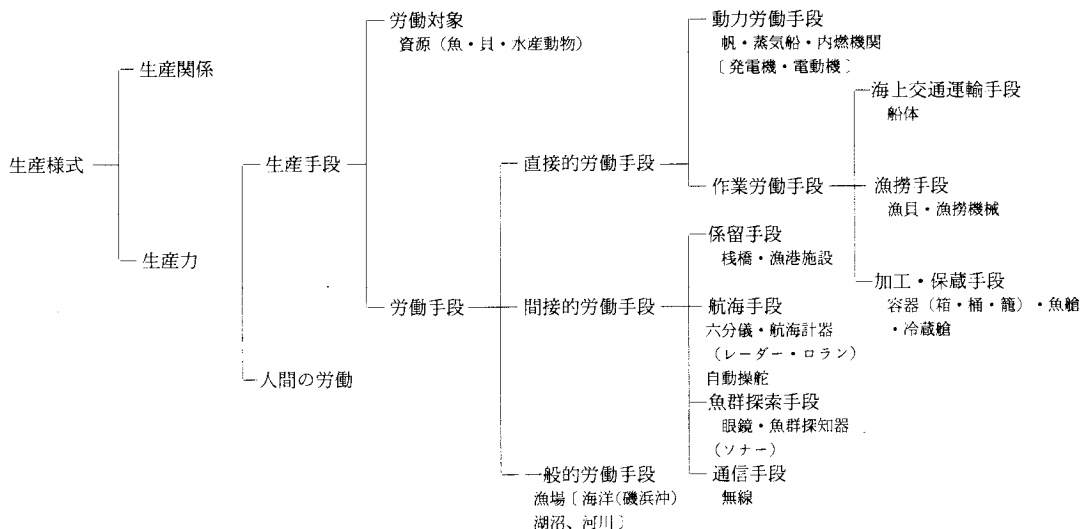 生産様式
生産関係
生産力
生産手段
人間の労働
労働対象
資源（魚・貝・水産動物）
労働手段
直接的労働手段
間接的労働手段
一般的労働手段
漁場〔海洋(磯浜沖)
湖沼、河川〕
動力労働手段
帆・蒸気船・内燃機関
〔発電機・電動機〕
作業労働手段
係留手段
桟橋・漁港施設
航海手段
六分儀・航海計器
（レーダー・ロラン）
自動操舵
魚群探索手段
眼鏡・魚群探知器
（ソナー）
通信手段
無線
海上交通運輸手段
船体
漁撈手段
漁貝・漁撈機械
加工・保蔵手段
容器（箱・桶・籠）・魚艙
・冷蔵艙